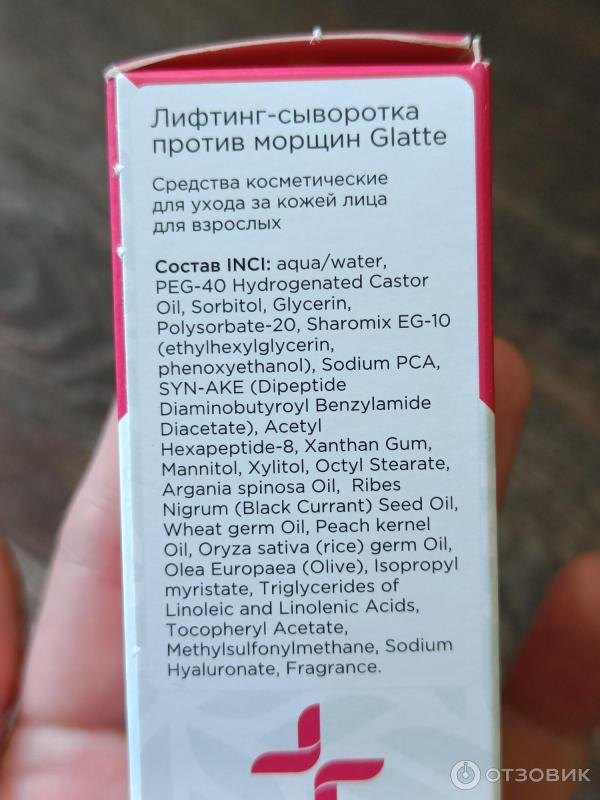 Лифтинг-сыворотка
против морщин Glatte
Средства косметические
для ухода за кожей лица
для взрослых
Состав INCI: aqua/water,
PEG-40 Hydrogenated Castor
Oil, Sorbitol, Glycerin,
Polysorbate-20, Sharomix EG-10
(ethylhexylglycerin,
phenoxyethanol), Sodium PCA,
SYN-AKE (Dipeptide
Diaminobutyroyl Benzylamide
Diacetate), Acetyl
Hexapeptide-8, Xanthan Gum,
Mannitol, Xylitol, Octyl Stearate,
Argania spinosa Oil, Ribes
Nigrum (Black Currant) Seed Oil,
Wheat germ Oil, Peach kernel
Oil, Oryza sativa (rice) germ Oil,
Olea Europaea (Olive), Isopropyl
myristate, Triglycerides of
Linoleic and Linolenic Acids,
Tocopheryl Acetate,
Methylsulfonylmethane, Sodium
Hyaluronate, Fragrance.
ОТЗОВИК